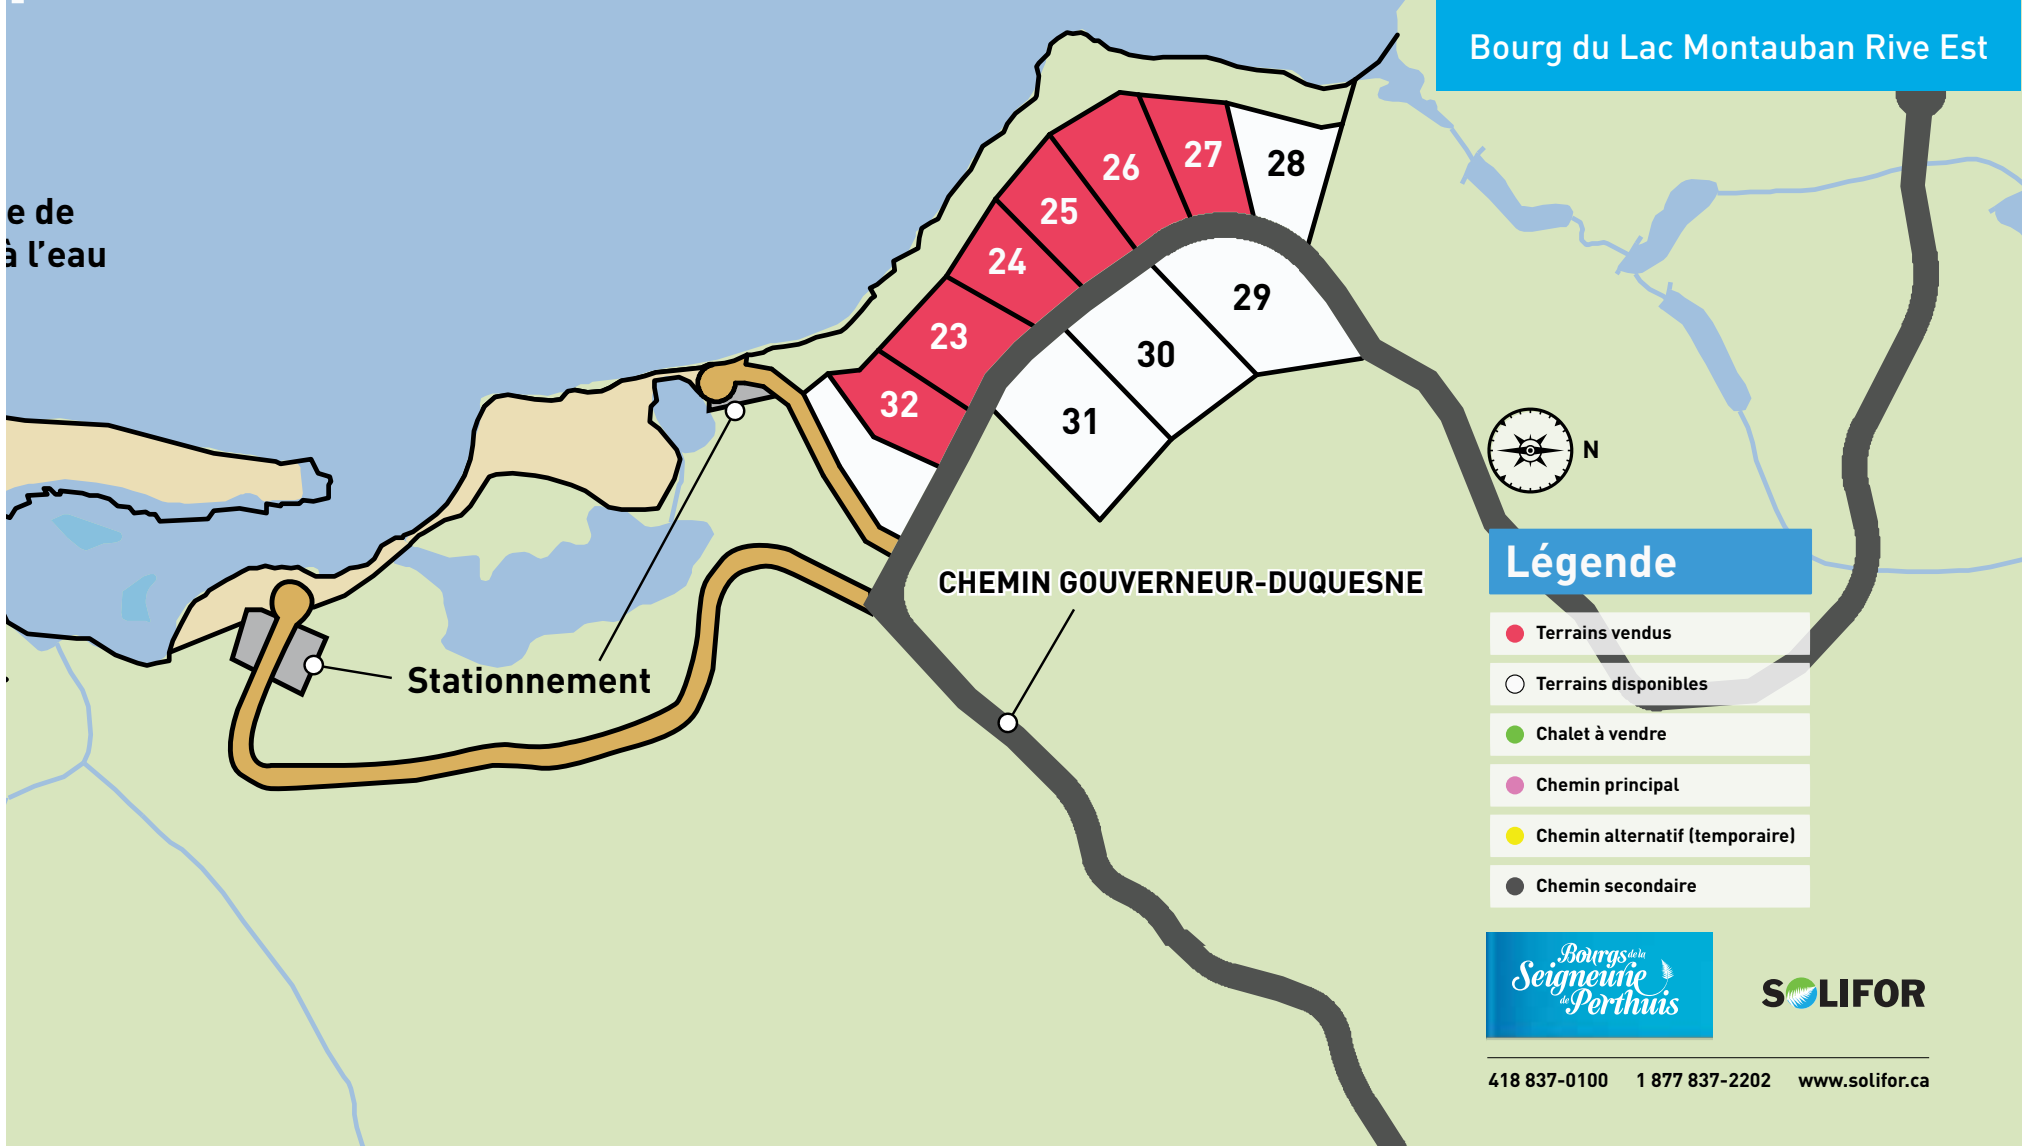 Bourg du Lac Montauban Rive Est
e de
à l'eau
26
27
28
25
24
29
23
30
32
31
N
CHEMIN GOUVERNEUR-DUQUESNE
Stationnement
Légende
Terrains vendus
Terrains disponibles
Chalet à vendre
Chemin principal
Chemin alternatif (temporaire)
Chemin secondaire
Bourgs de la
Seigneurie
de Perthuis
SOLIFOR
418 837-0100 1 877 837-2202 www.solifor.ca